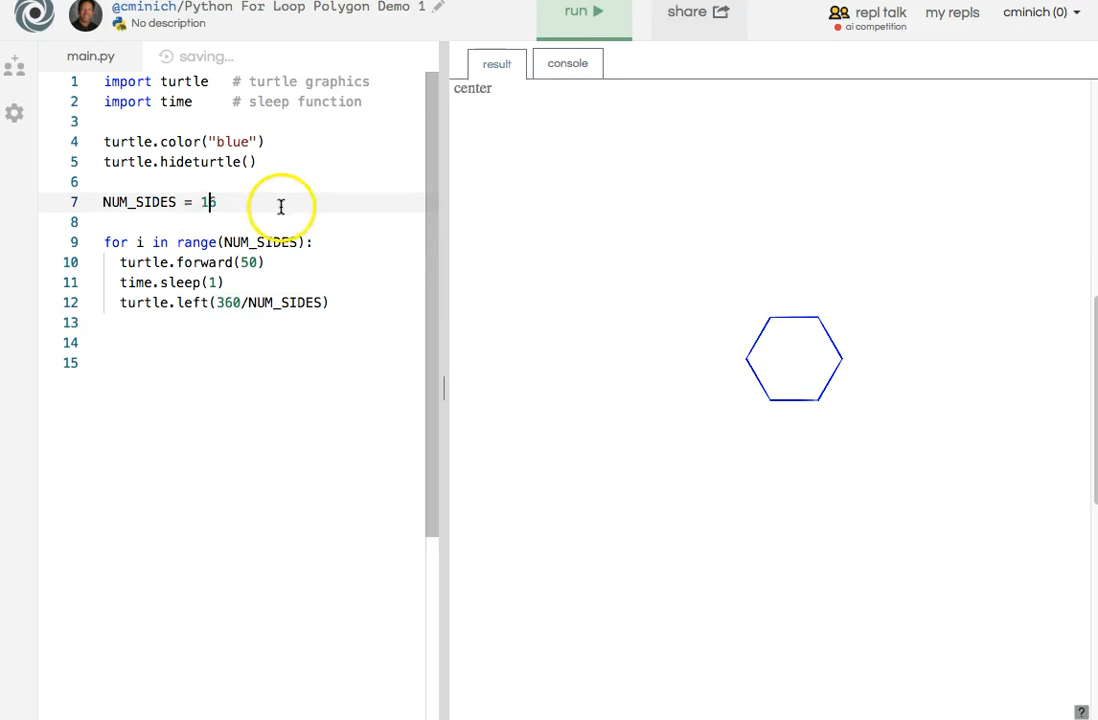 @cminich/Python For Loop Polygon Demo 1
No description
run
share
repl talk
ai competition
my repls
cminich (0)
main.py
saving...
result
console
1 import turtle # turtle graphics
2 import time # sleep function
3
4 turtle.color("blue")
5 turtle.hideturtle()
6
7 NUM_SIDES = 16
8
9 for i in range(NUM_SIDES):
10 turtle.forward(50)
11 time.sleep(1)
12 turtle.left(360/NUM_SIDES)
13
14
15
center
?